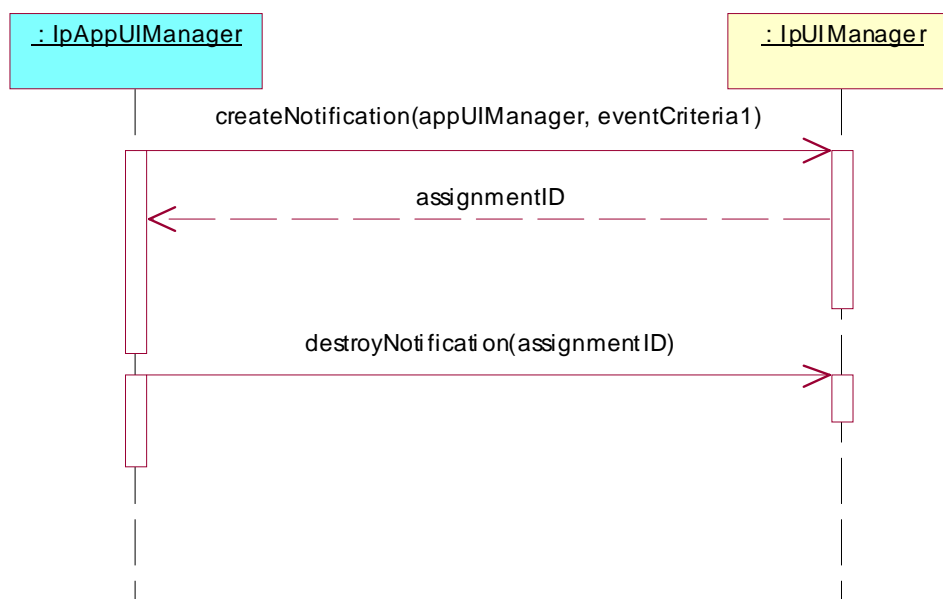 : IpAppUIManager
: IpUIManager
createNotification(appUIManager, eventCriteria1)
assignmentID
destroyNotification(assignmentID)